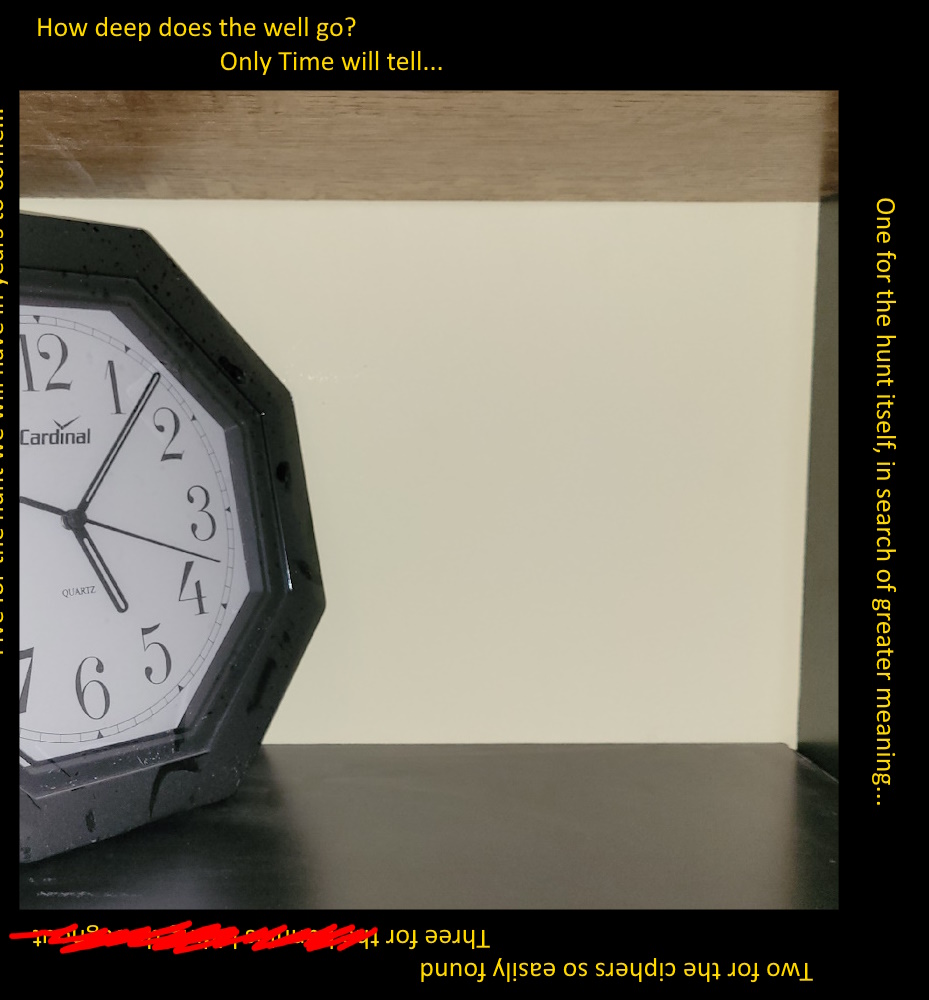 How deep does the well go?
Only Time will tell...
One for the hunt itself, in search of greater meaning...
Two for the ciphers so easily found
Three for
12
1
2
3
4
5
6
7
Cardinal
QUARTZ